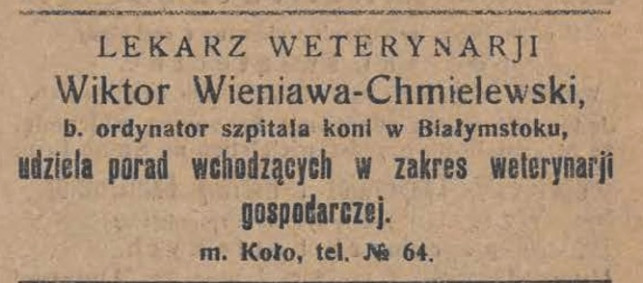 LEKARZ WETERYNARJI
Wiktor Wieniawa-Chmielewski,
b. ordynator szpitala koni w Białymstoku,
udziela porad wchodzących w zakres weterynarji
gospodarczej.
m. Koło, tel. № 64.